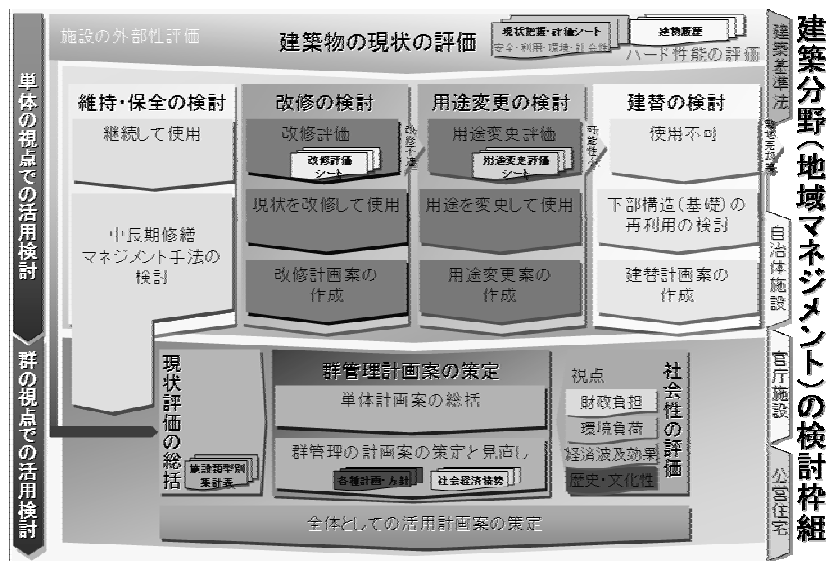 建築分野(地域マネジメント)の検討枠組
施設の外部性評価
建築物の現状の評価
現状把握・評価シート
安全・利用・環境・社会性
建物履歴
ハード性能の評価
単体の視点での活用検討
維持・保全の検討
継続して使用
中長期修繕
マネジメント手法の
検討
改修の検討
改修評価
改修評価
シート
現状を改修して使用
改修計画案の
作成
用途変更の検討
用途変更評価
用途変更評価
シート
用途を変更して使用
用途変更案の
作成
建替の検討
使用不可
下部構造(基礎)の
再利用の検討
建替計画案の
作成
建築基準法
自治体施設
官庁施設
公営住宅
群の視点での活用検討
現状評価の総括
施設類型別
集計表
群管理計画案の策定
単体計画案の総括
群管理の計画案の策定と見直し
各種計画・方針
社会経済情勢
視点
財政負担
環境負荷
経済波及効果
歴史・文化性
社会性の評価
全体としての活用計画案の策定